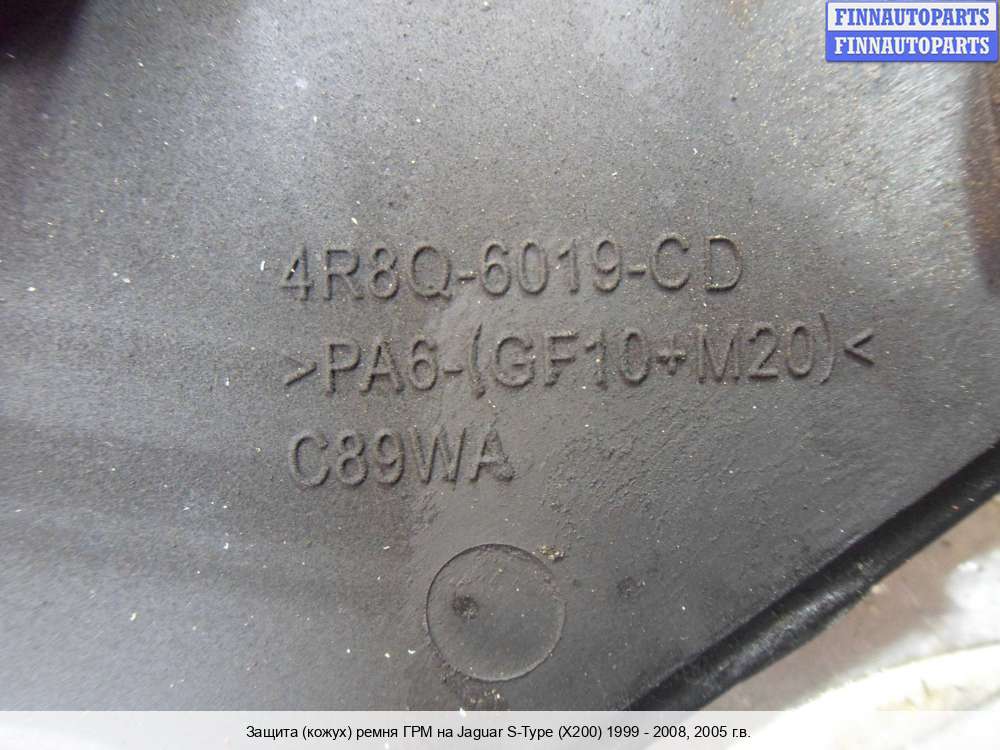 FINNAUTOPARTS
FINNAUTOPARTS
4R8Q-6019-CD
>PA6-(GF10+M20)<
C89WA
Защита (кожух) ремня ГРМ на Jaguar S-Type (X200) 1999 - 2008, 2005 г.в.